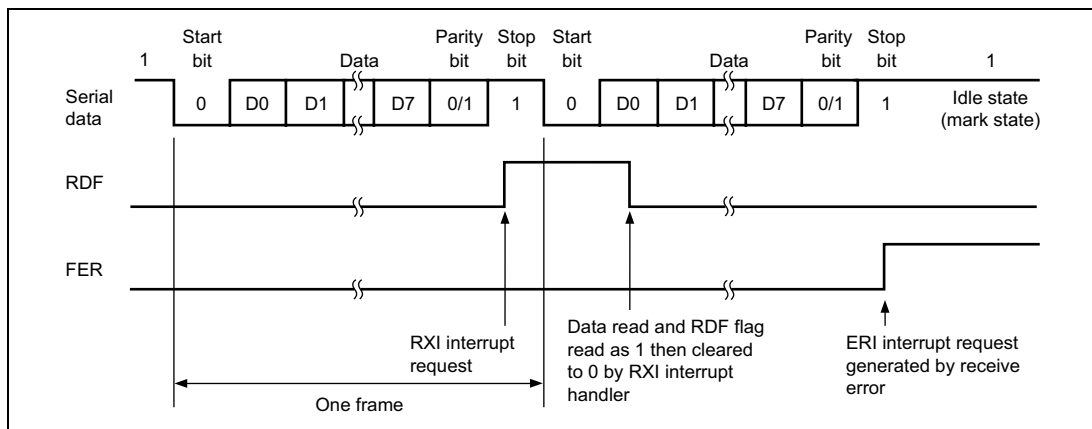 Start bit
Data
Parity bit
Stop bit
Start bit
Data
Parity bit
Stop bit
1
1
Serial data
0
D0
D1
D7
0/1
1
0
D0
D1
D7
0/1
1
Idle state
(mark state)
RDF
FER
RXI interrupt
request
Data read and RDF flag
read as 1 then cleared
to 0 by RXI interrupt
handler
ERI interrupt request
generated by receive
error
One frame